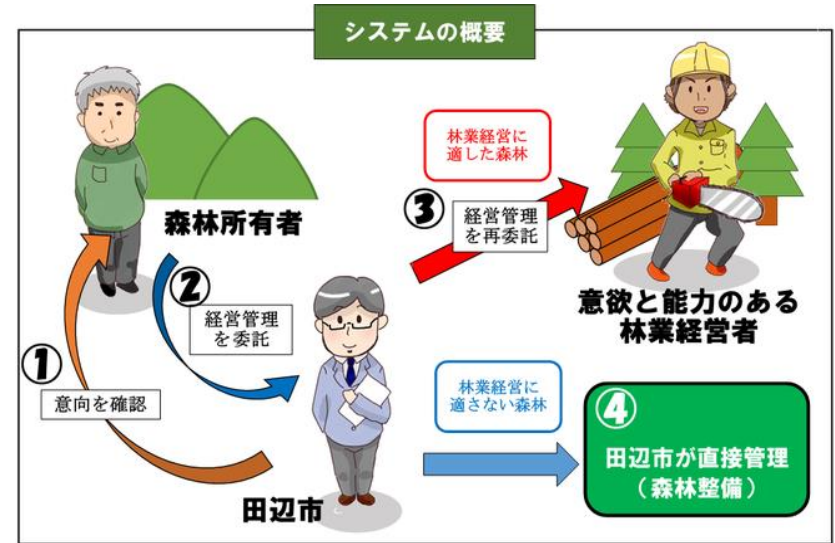 システムの概要
森林所有者
①
意向を確認
②
経営管理
を委託
田辺市
林業経営に
適した森林
③
経営管理
を再委託
意欲と能力のある
林業経営者
林業経営に
適さない森林
④
田辺市が直接管理
（森林整備）